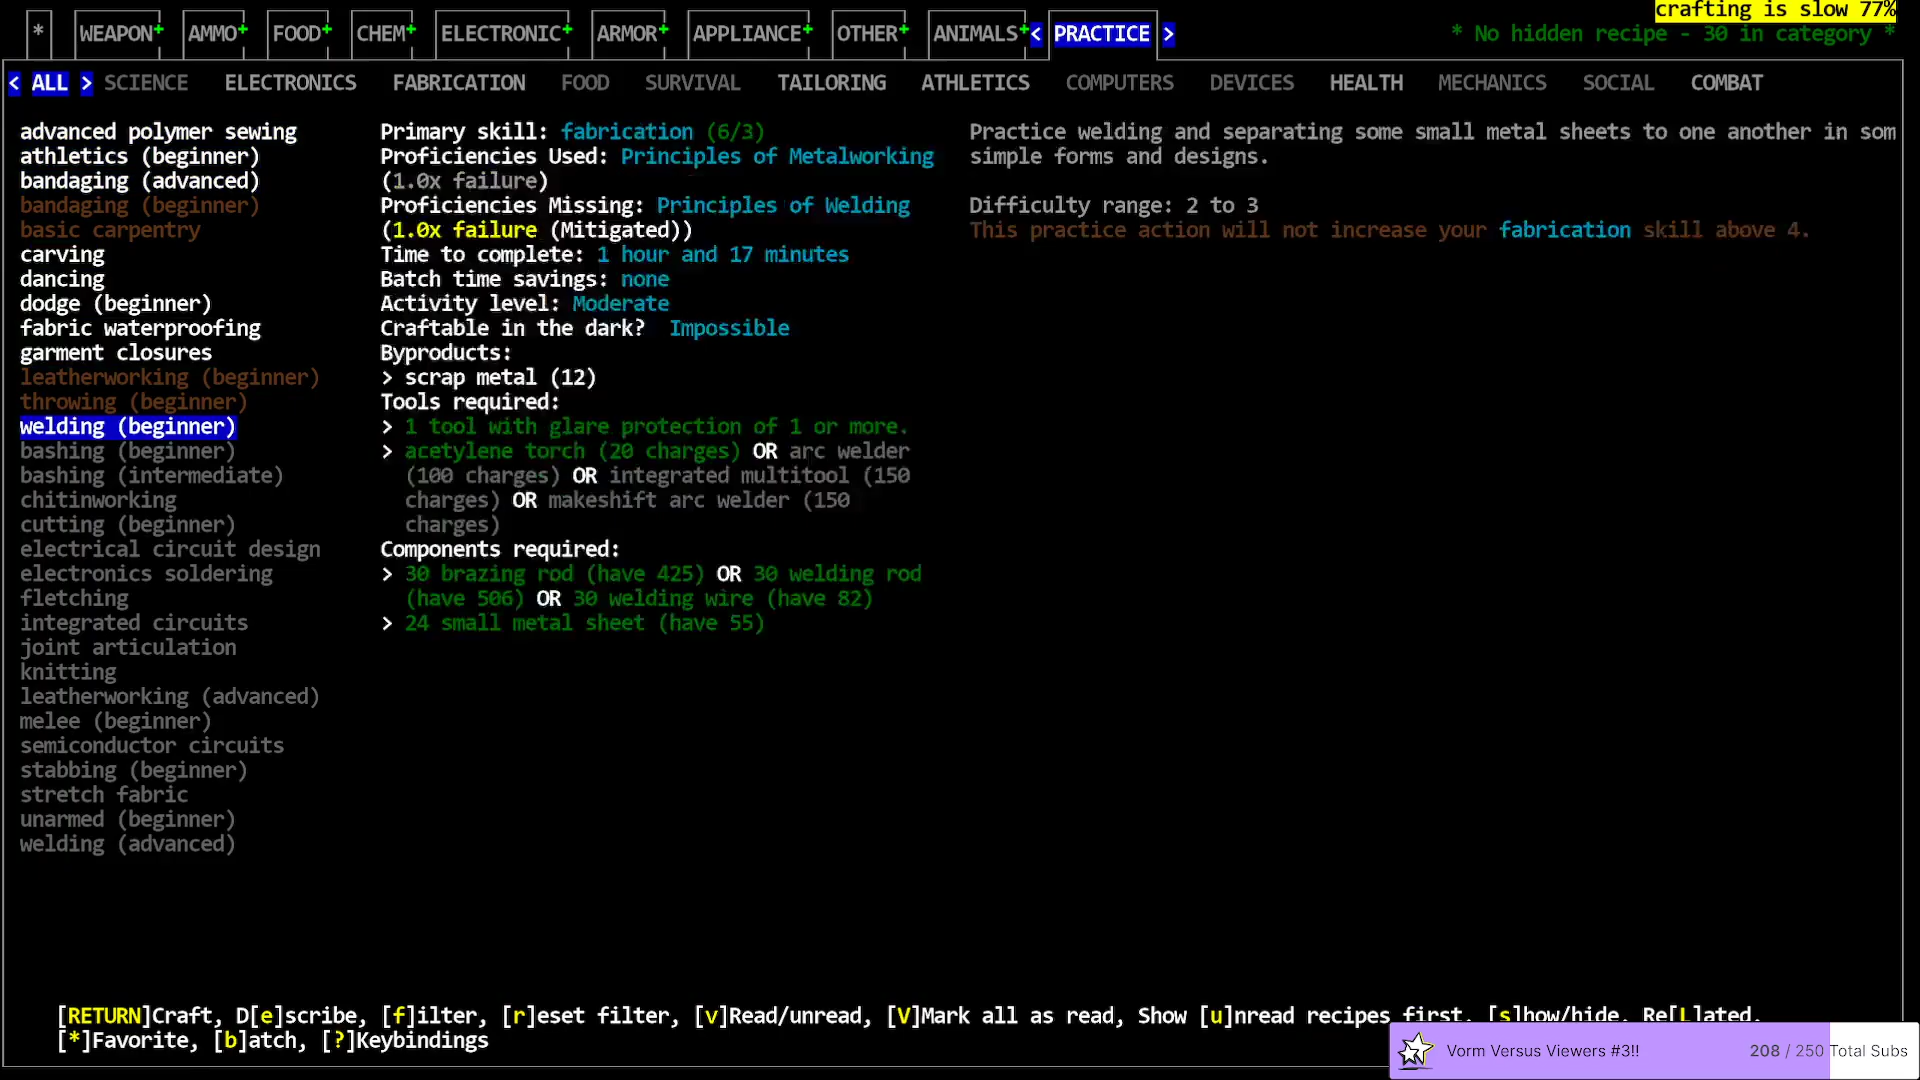 crafting is slow 77%
* WEAPON+ AMMO+ FOOD+ CHEM+ ELECTRONIC+ ARMOR+ APPLIANCE+ OTHER+ ANIMALS+< PRACTICE >
* No hidden recipe - 30 in category *
< ALL > SCIENCE ELECTRONICS FABRICATION FOOD SURVIVAL TAILORING ATHLETICS COMPUTERS DEVICES HEALTH MECHANICS SOCIAL COMBAT
advanced polymer sewing
athletics (beginner)
bandaging (advanced)
bandaging (beginner)
basic carpentry
carving
dancing
dodge (beginner)
fabric waterproofing
garment closures
leatherworking (beginner)
throwing (beginner)
welding (beginner)
bashing (beginner)
bashing (intermediate)
chitinworking
cutting (beginner)
electrical circuit design
electronics soldering
fletching
integrated circuits
joint articulation
knitting
leatherworking (advanced)
melee (beginner)
semiconductor circuits
stabbing (beginner)
stretch fabric
unarmed (beginner)
welding (advanced)
Primary skill: fabrication (6/3)
Proficiencies Used: Principles of Metalworking
(1.0x failure)
Proficiencies Missing: Principles of Welding
(1.0x failure (Mitigated))
Time to complete: 1 hour and 17 minutes
Batch time savings: none
Activity level: Moderate
Craftable in the dark? Impossible
Byproducts:
> scrap metal (12)
Tools required:
> 1 tool with glare protection of 1 or more.
> acetylene torch (20 charges) OR arc welder
(100 charges) OR integrated multitool (150
charges) OR makeshift arc welder (150
charges)
Components required:
> 30 brazing rod (have 425) OR 30 welding rod
(have 506) OR 30 welding wire (have 82)
> 24 small metal sheet (have 55)
Practice welding and separating some small metal sheets to one another in som
simple forms and designs.
Difficulty range: 2 to 3
This practice action will not increase your fabrication skill above 4.
[RETURN]Craft, D[e]scribe, [f]ilter, [r]eset filter, [v]Read/unread, [V]Mark all as read, Show [u]nread recipes first, [s]how/hide, Re[L]ated,
[*]Favorite, [b]atch, [?]Keybindings
Vorm Versus Viewers #3!! 208 / 250 Total Subs